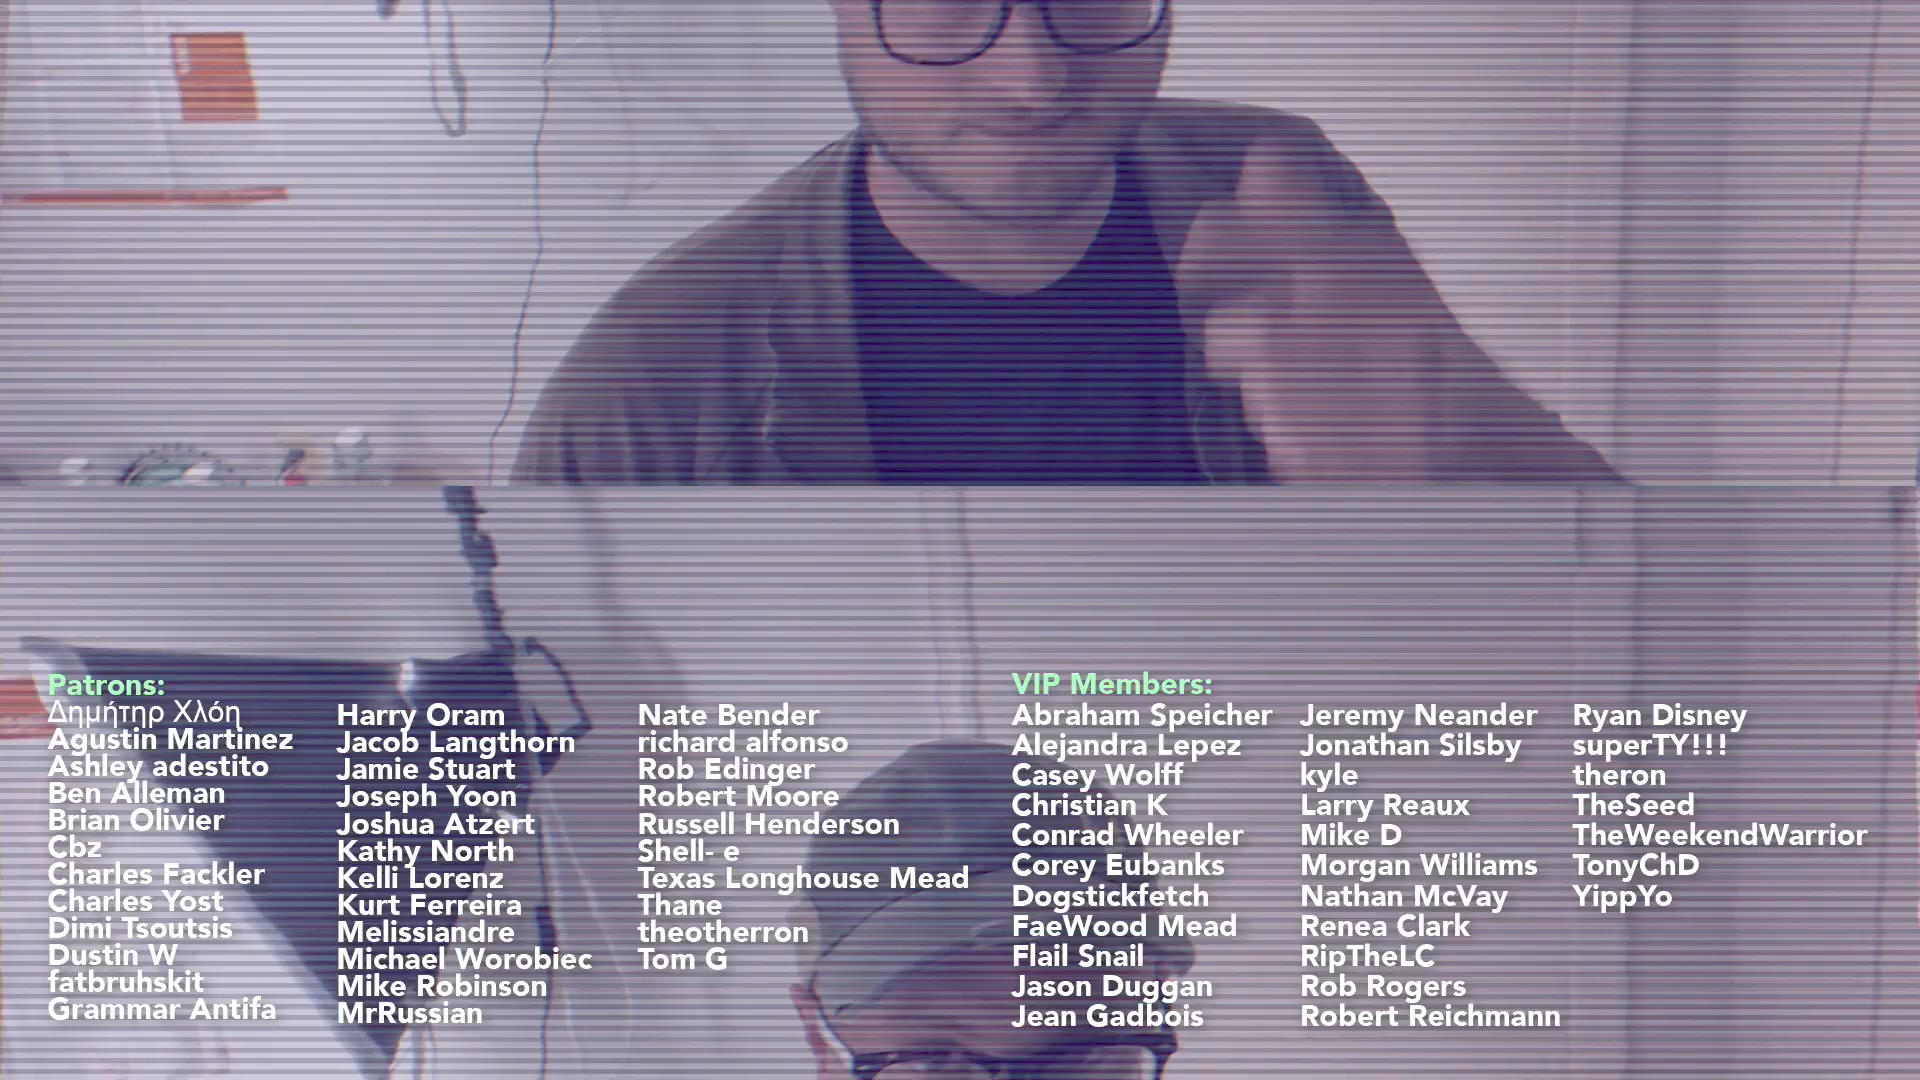 Patrons:
Δημήτηρ Χλόη
Agustin Martinez
Ashley adestito
Ben Alleman
Brian Olivier
Cbz
Charles Fackler
Charles Yost
Dimi Tsoutsis
Dustin W
fatbruhskit
Grammar Antifa
Harry Oram
Jacob Langthorn
Jamie Stuart
Joseph Yoon
Joshua Atzert
Kathy North
Kelli Lorenz
Kurt Ferreira
Melissiandre
Michael Worobiec
Mike Robinson
MrRussian
Nate Bender
richard alfonso
Rob Edinger
Robert Moore
Russell Henderson
Shell- e
Texas Longhouse Mead
Thane
theotherron
Tom G
VIP Members:
Abraham Speicher
Alejandra Lepez
Casey Wolff
Christian K
Conrad Wheeler
Corey Eubanks
Dogstickfetch
FaeWood Mead
Flail Snail
Jason Duggan
Jean Gadbois
Jeremy Neander
Jonathan Silsby
kyle
Larry Reaux
Mike D
Morgan Williams
Nathan McVay
Renea Clark
RipTheLC
Rob Rogers
Robert Reichmann
Ryan Disney
superTY!!!
theron
TheSeed
TheWeekendWarrior
TonyChD
YippYo